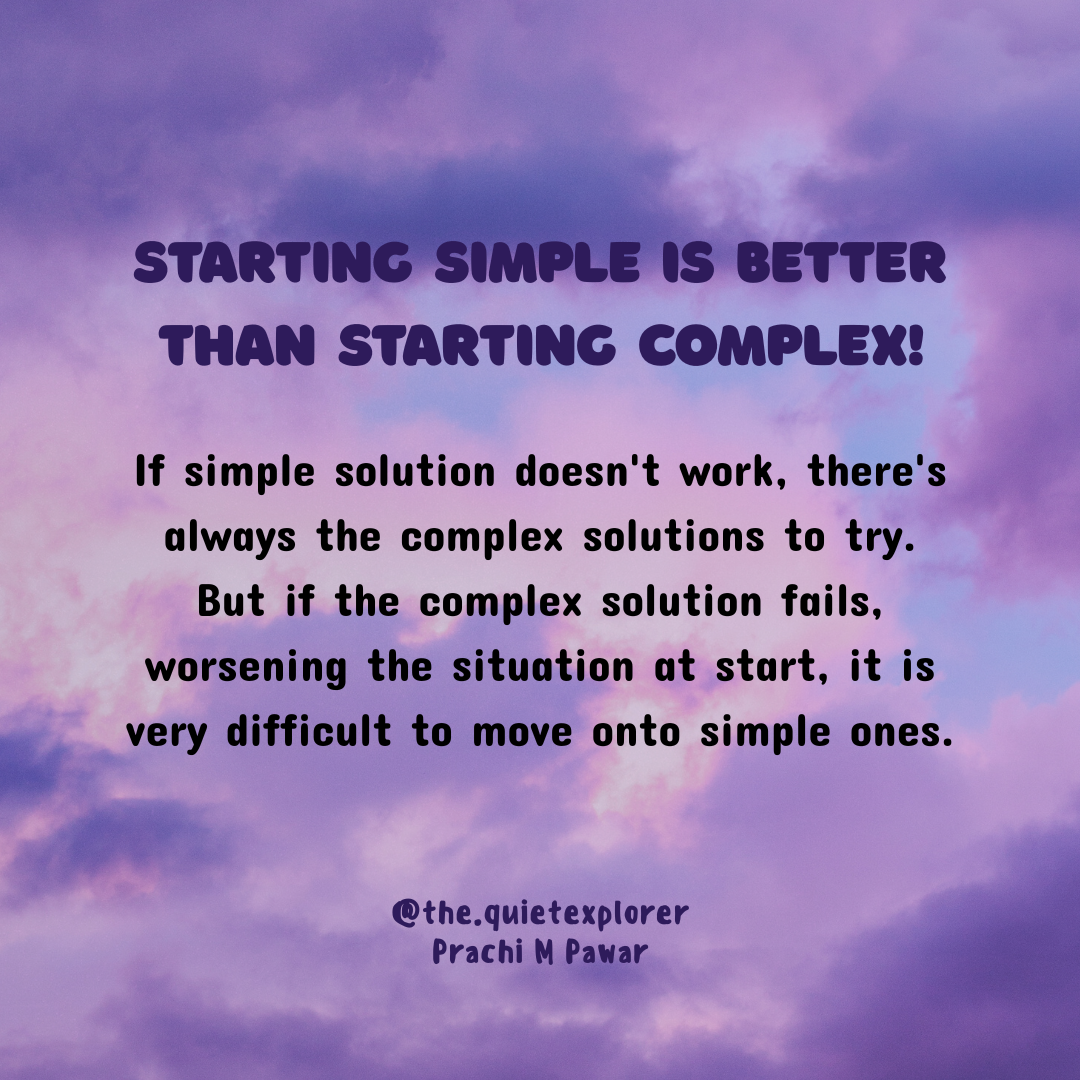 STARTING SIMPLE IS BETTER
THAN STARTING COMPLEX!
If simple solution doesn't work, there's
always the complex solutions to try.
But if the complex solution fails,
worsening the situation at start, it is
very difficult to move onto simple ones.
@the.quietexplorer
Prachi M Pawar